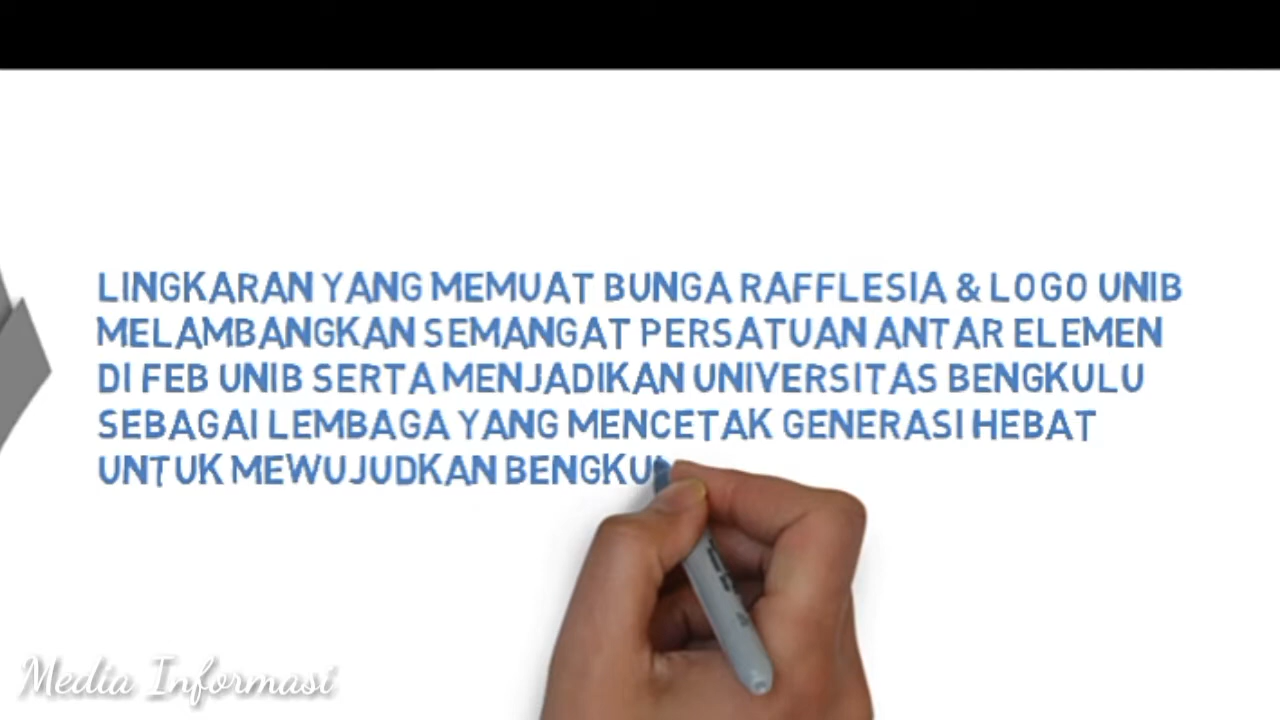 LINGKARAN YANG MEMUAT BUNGA RAFFLESIA & LOGO UNIB
MELAMBANGKAN SEMANGAT PERSATUAN ANTAR ELEMEN
DI FEB UNIB SERTA MENJADIKAN UNIVERSITAS BENGKULU
SEBAGAI LEMBAGA YANG MENCETAK GENERASI HEBAT
UNTUK MEWUJUDKAN BENGKU
Media Informasi